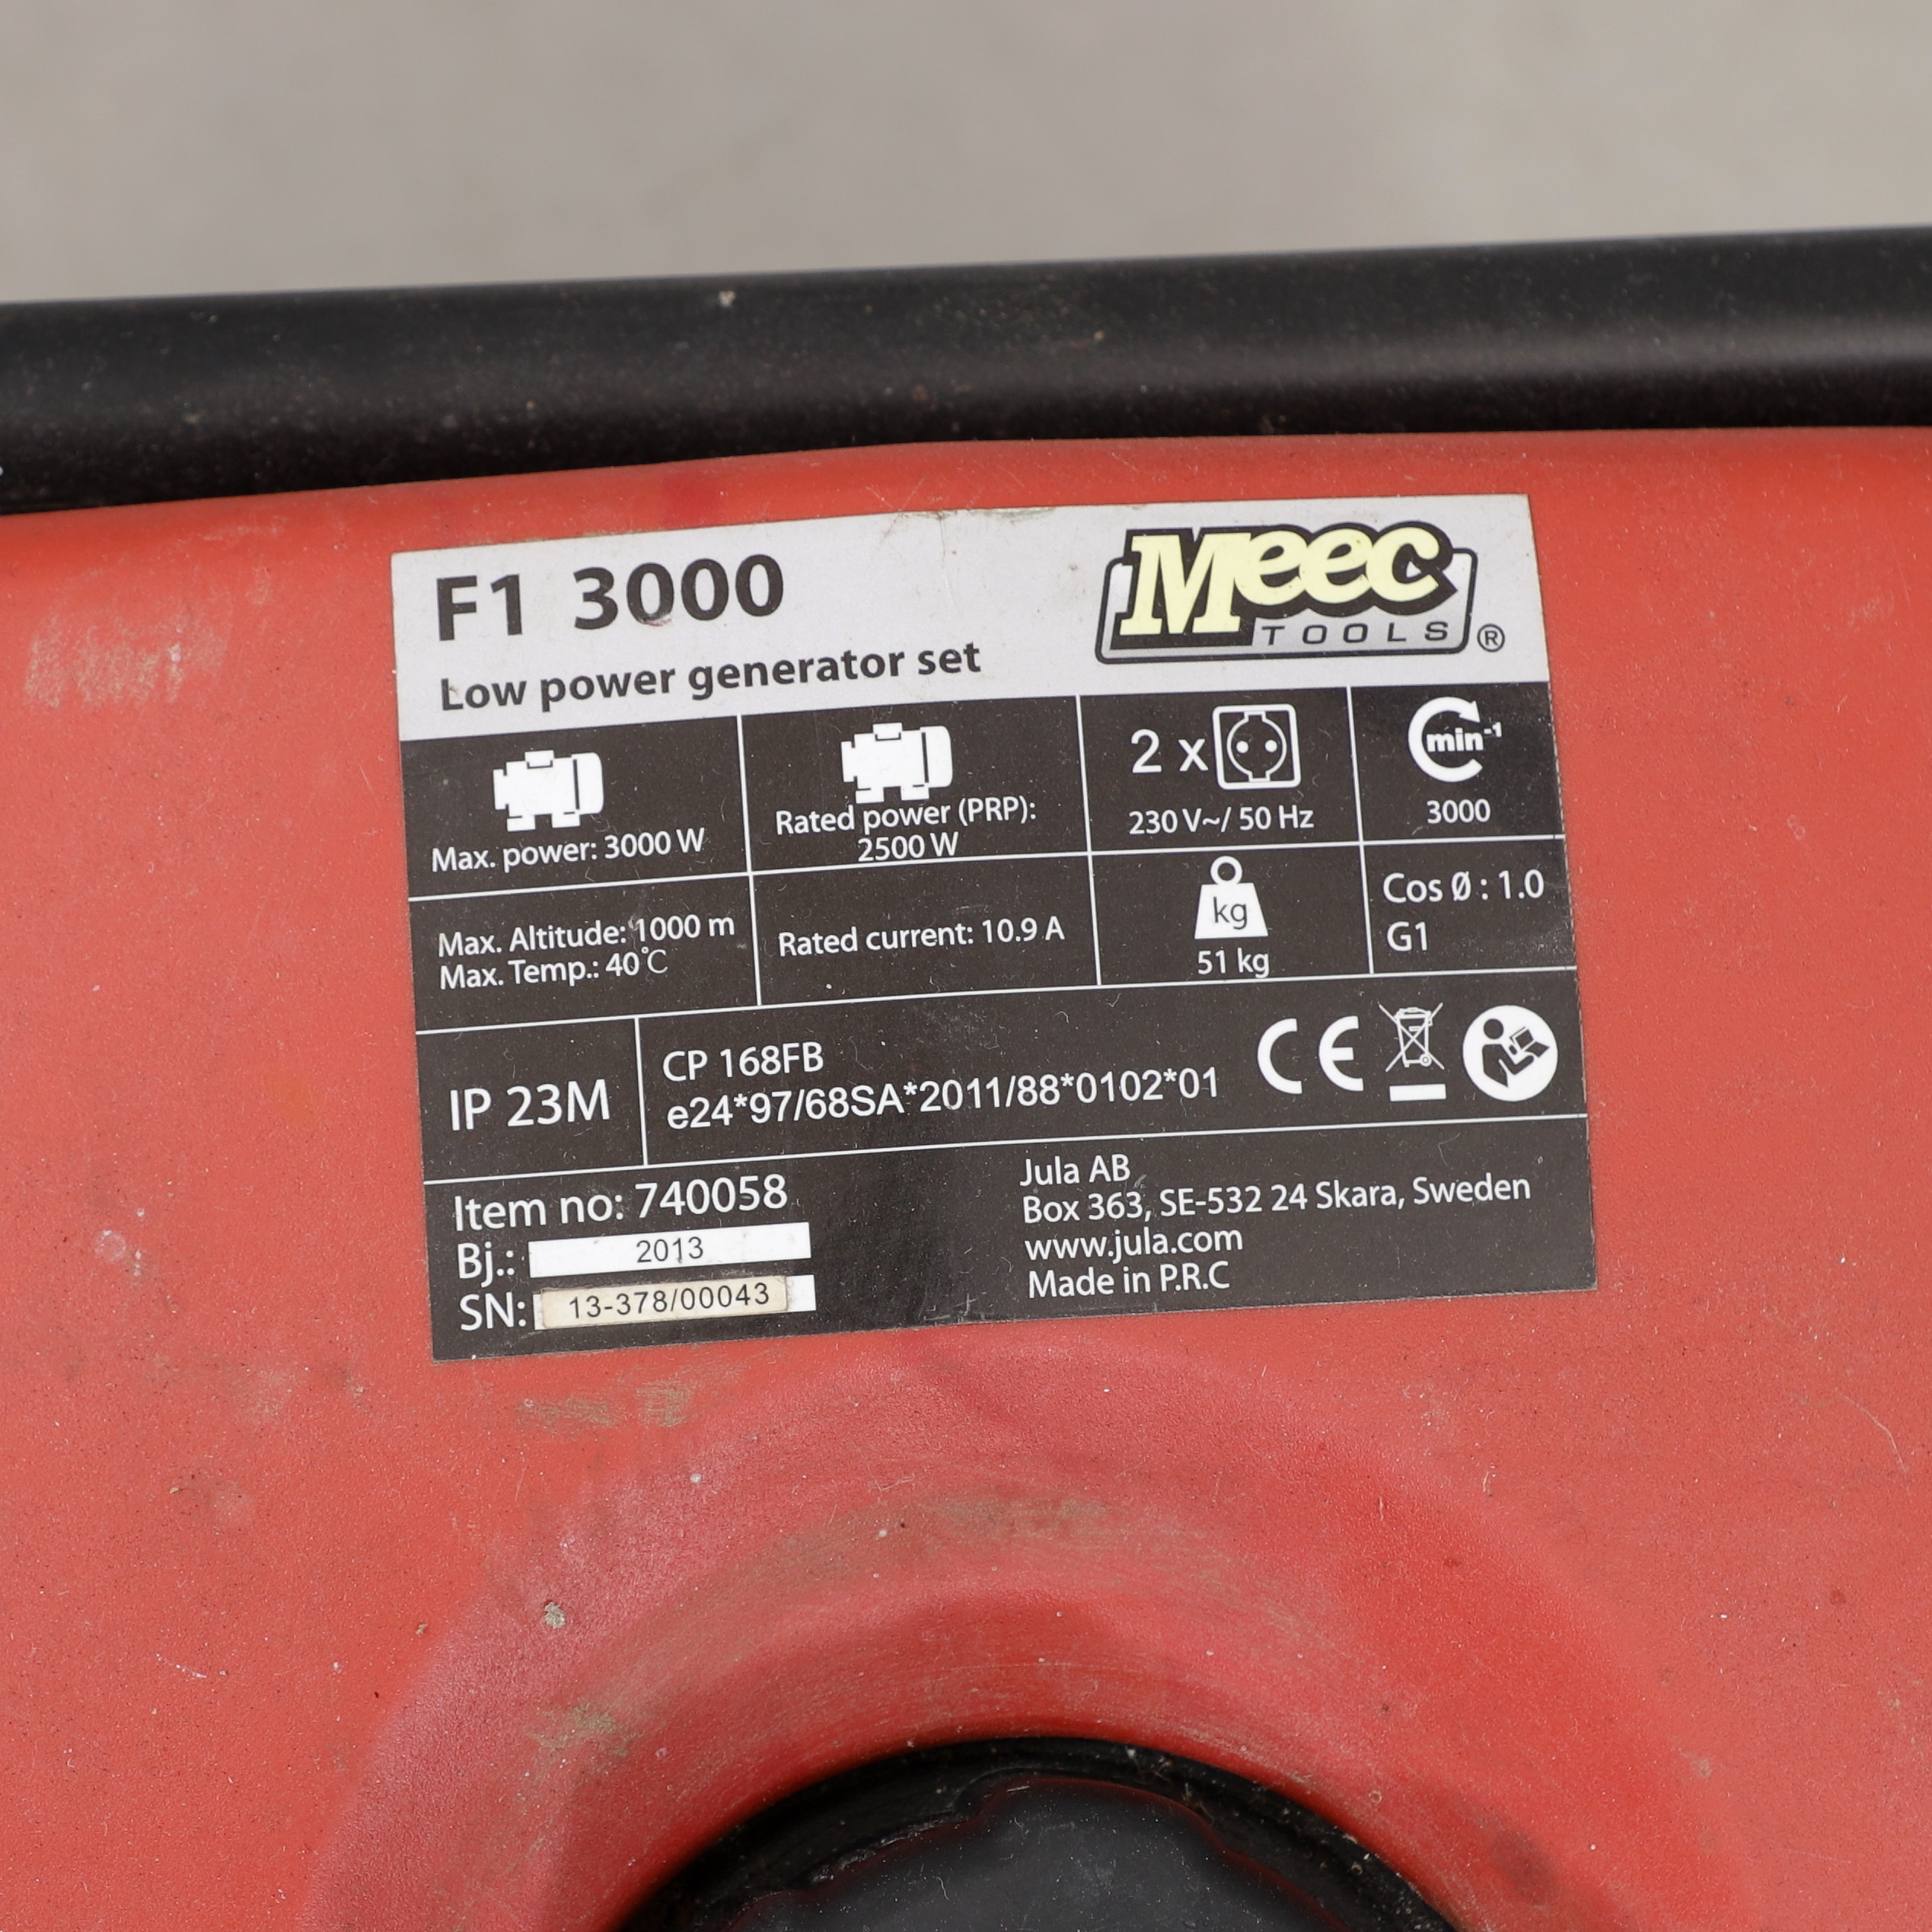 F1 3000
Low power generator set
Meec
TOOLS ®
Max. power: 3000 W
Rated power (PRP):
2500 W
2 x
230 V~/ 50 Hz
min-1
3000
Max. Altitude: 1000 m
Max. Temp.: 40℃
Rated current: 10.9 A
kg
51 kg
Cos Ø : 1.0
G1
IP 23M
CP 168FB
e24*97/68SA*2011/88*0102*01
CE
Item no: 740058
Bj.: 2013
SN: 13-378/00043
Jula AB
Box 363, SE-532 24 Skara, Sweden
www.jula.com
Made in P.R.C